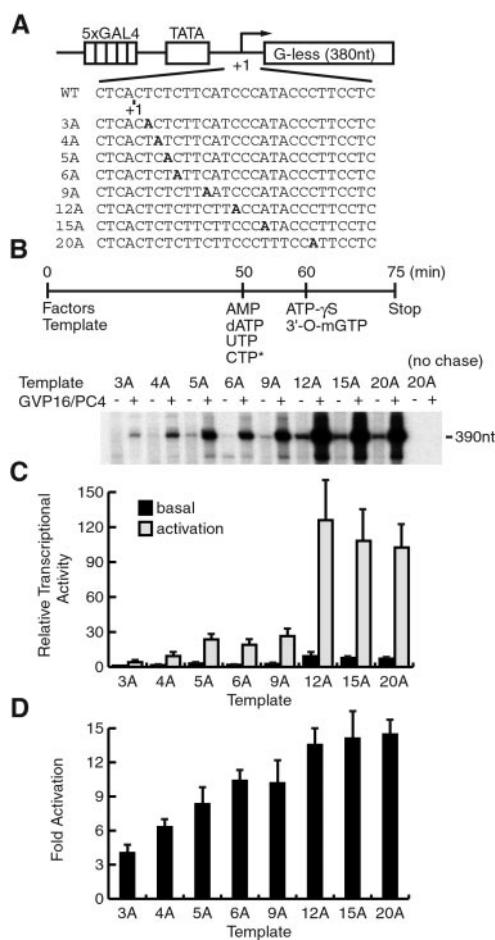 A
5xGAL4 TATA
G-less (380nt)
+1
WT CTCACTCTCTTCATCCCATACCCTTCCTC
+1
3A CTCACACTCTTCATCCCATACCCTTCCTC
4A CTCACTATCTTCATCCCATACCCTTCCTC
5A CTCACTCACTTCATCCCATACCCTTCCTC
6A CTCACTCTATTCATCCCATACCCTTCCTC
9A CTCACTCTCTTAATCCCATACCCTTCCTC
12A CTCACTCTCTTCTTACCATACCCTTCCTC
15A CTCACTCTCTTCTTCCCATACCCTTCCTC
20A CTCACTCTCTTCTTCCCTTTCCATTCCTC
B
0 50 60 75 (min)
Factors AMP ATP-γS Stop
Template dATP 3'-O-mGTP
UTP
CTP*
(no chase)
Template 3A 4A 5A 6A 9A 12A 15A 20A 20A
GVP16/PC4 - + - + - + - + - + - + - + - + - +
-390nt
C
150
120
90
60
30
0
Relative Transcriptional
Activity
basal
activation
3A 4A 5A 6A 9A 12A 15A 20A
Template
D
15
12
9
6
3
0
Fold Activation
3A 4A 5A 6A 9A 12A 15A 20A
Template